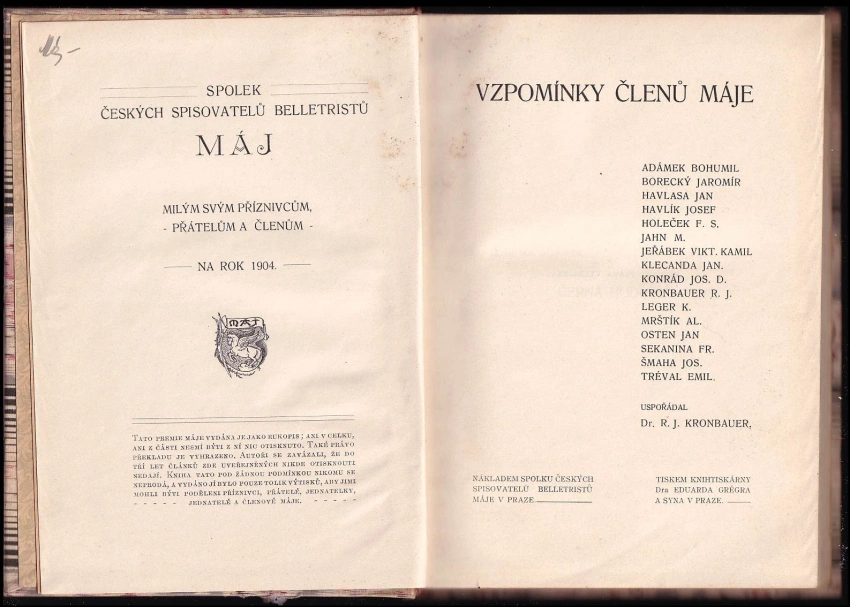 SPOLEK
ČESKÝCH SPISOVATELŮ BELLETRISTŮ
MÁJ
MILÝM SVÝM PŘÍZNIVCŮM,
- PŘÁTELŮM A ČLENŮM -
NA ROK 1904.
MÁJ
TATO PREMIE MÁJE VYDÁNA JE JAKO RUKOPIS; ANI V CELKU,
ANI Z ČÁSTI NESMÍ BÝTI Z NÍ NIC OTISKNUTO. TAKÉ PRÁVO
PŘEKLADU JE VYHRAZENO. AUTOŘI SE ZAVÁZALI, ŽE DO
TŘÍ LET ČLÁNKŮ ZDE UVEŘEJNĚNÝCH NIKDE OTISKNOUTI
NEDAJÍ. KNIHA TATO POD ŽÁDNOU PODMÍNKOU NIKOMU SE
NEPRODÁ, A VYDÁNO JÍ BYLO POUZE TOLIK VÝTISKŮ, ABY JIMI
MOHLI BÝTI PODĚLENI PŘÍZNIVCI, PŘÁTELÉ, JEDNATELKY,
- - - - - JEDNATELÉ A ČLENOVÉ MÁJE. - - - - -
VZPOMÍNKY ČLENŮ MÁJE
ADÁMEK BOHUMIL
BORECKÝ JAROMÍR
HAVLASA JAN
HAVLÍK JOSEF
HOLEČEK F. S.
JAHN M.
JEŘÁBEK VIKT. KAMIL
KLECANDA JAN.
KONRÁD JOS. D.
KRONBAUER R. J.
LEGER K.
MRŠTÍK AL.
OSTEN JAN
SEKANINA FR.
ŠMAHA JOS.
TRÉVAL EMIL.
USPOŘÁDAL
Dr. R. J. KRONBAUER,
NÁKLADEM SPOLKU ČESKÝCH
SPISOVATELŮ BELLETRISTŮ
MÁJE V PRAZE
TISKEM KNIHTISKÁRNY
Dra EDUARDA GRÉGRA
A SYNA V PRAZE.